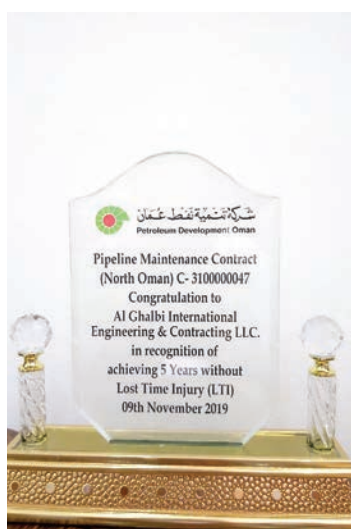 شركة تنمية نفط عُمان
Petroleum Development Oman
Pipeline Maintenance Contract
(North Oman) C- 3100000047
Congratulation to
Al Ghalbi International
Engineering & Contracting LLC.
in recognition of
achieving 5 Years without
Lost Time Injury (LTI)
09th November 2019